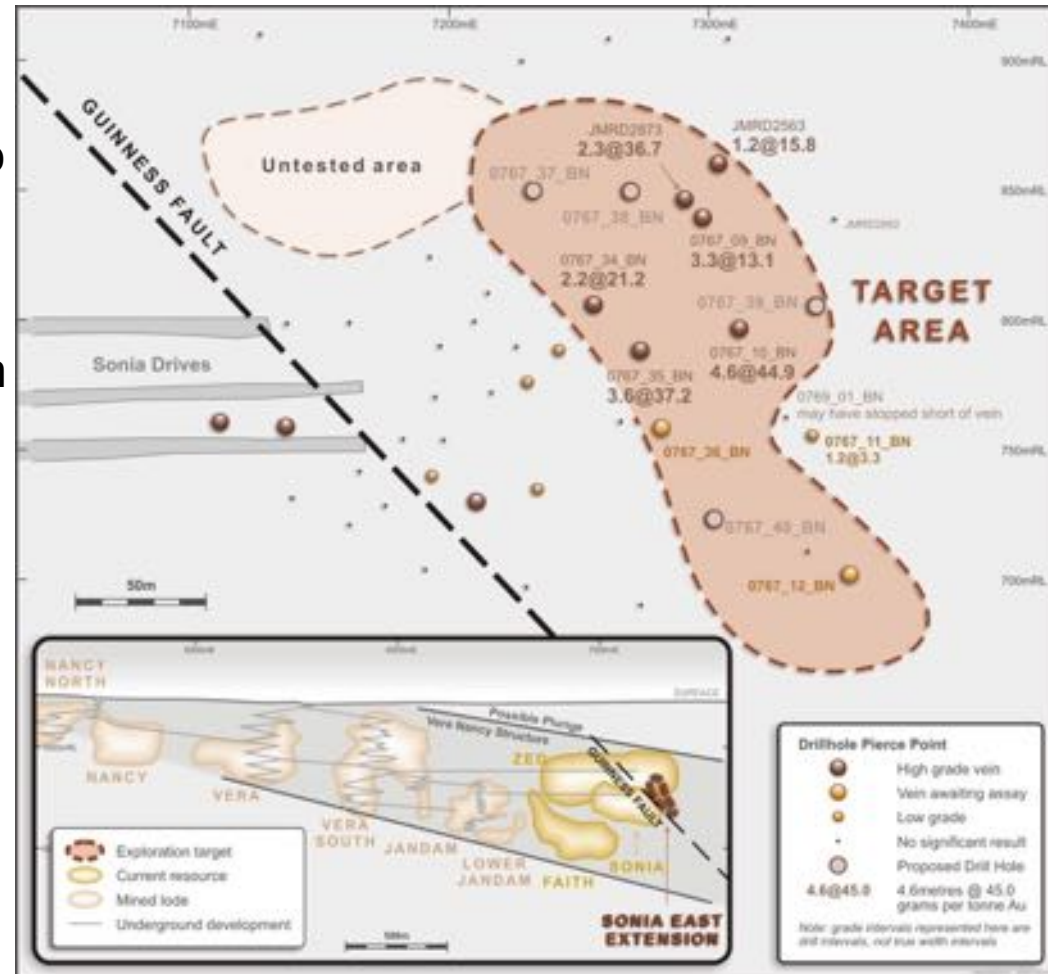 7100mE
7200mE
7300mE
7400mE
900mRL
GUINNESS FAULT
Untested area
JMRD2873
2.3@36.7
JMRD2563
1.2@15.8
0767_37_BN
850mRL
0767_38_BN
0767_09_BN
3.3@13.1
JMRD2962
0767_34_BN
2.2@21.2
0767_39_BN
TARGET
AREA
800mRL
Sonia Drives
0767_10_BN
4.6@44.9
0767_35_BN
3.6@37.2
0769_01_BN
may have stopped short of vein
0767_11_BN
1.2@3.3
0767_36_BN
750mRL
0767_40_BN
0767_12_BN
700mRL
50m
NANCY
NORTH
SURFACE
Possible Plunge
Vera Nancy Structure
ZED
GUINNESS FAULT
NANCY
VERA
VERA
SOUTH
JANDAM
LOWER
JANDAM
FAITH
SONIA
SONIA EAST
EXTENSION
Exploration target
Current resource
Mined lode
Underground development
500m
Drillhole Pierce Point
High grade vein
Vein awaiting assay
Low grade
No significant result
Proposed Drill Hole
4.6@45.0 4.6metres @ 45.0
grams per tonne Au
Note: grade intervals represented here are
drill intervals, not true width intervals